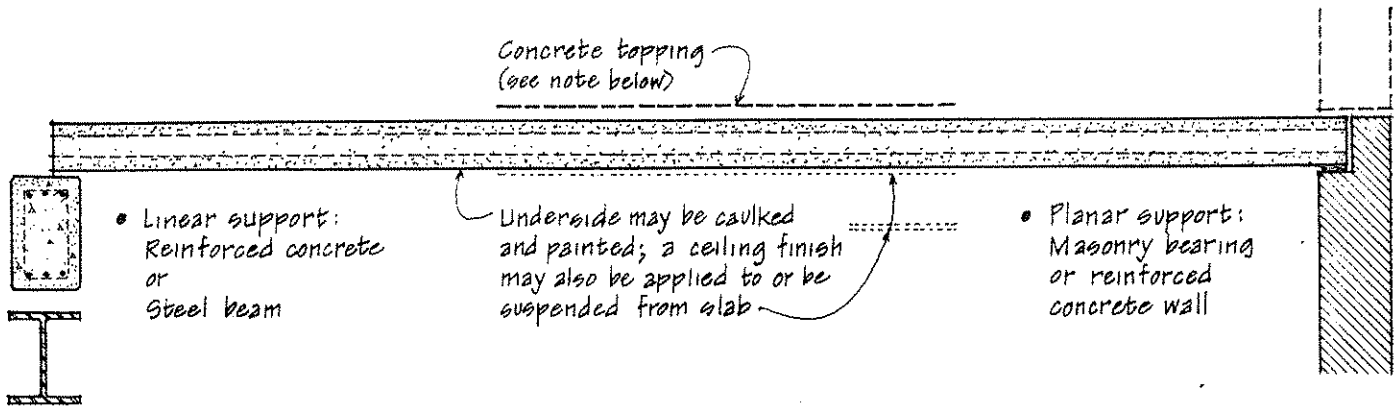 Concrete topping
(see note below)
• Linear support:
Reinforced concrete
or
Steel beam
Underside may be caulked
and painted; a ceiling finish
may also be applied to or be
suspended from slab
• Planar support:
Masonry bearing
or reinforced
concrete wall